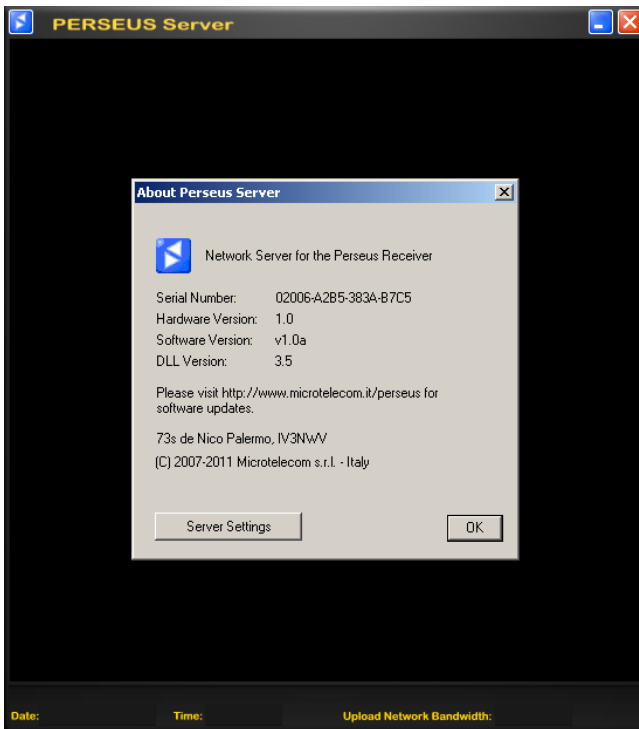 PERSEUS Server
About Perseus Server
Network Server for the Perseus Receiver
Serial Number: 02006-A2B5-383A-B7C5
Hardware Version: 1.0
Software Version: v1.0a
DLL Version: 3.5
Please visit http://www.microtelecom.it/perseus for
software updates.
73s de Nico Palermo, IV3NWV
(C) 2007-2011 Microtelecom s.r.l. - Italy
Server Settings OK
Date: Time: Upload Network Bandwidth: